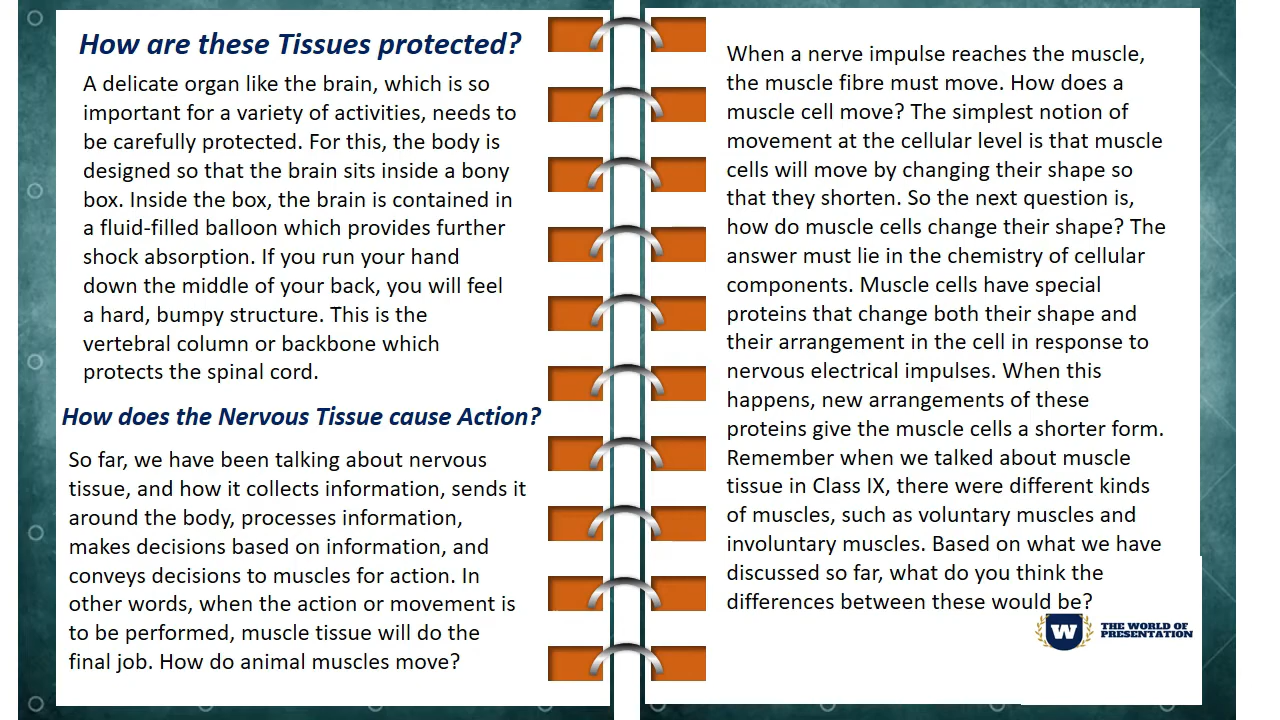 How are these Tissues protected?
A delicate organ like the brain, which is so
important for a variety of activities, needs to
be carefully protected. For this, the body is
designed so that the brain sits inside a bony
box. Inside the box, the brain is contained in
a fluid-filled balloon which provides further
shock absorption. If you run your hand
down the middle of your back, you will feel
a hard, bumpy structure. This is the
vertebral column or backbone which
protects the spinal cord.
How does the Nervous Tissue cause Action?
So far, we have been talking about nervous
tissue, and how it collects information, sends it
around the body, processes information,
makes decisions based on information, and
conveys decisions to muscles for action. In
other words, when the action or movement is
to be performed, muscle tissue will do the
final job. How do animal muscles move?
When a nerve impulse reaches the muscle,
the muscle fibre must move. How does a
muscle cell move? The simplest notion of
movement at the cellular level is that muscle
cells will move by changing their shape so
that they shorten. So the next question is,
how do muscle cells change their shape? The
answer must lie in the chemistry of cellular
components. Muscle cells have special
proteins that change both their shape and
their arrangement in the cell in response to
nervous electrical impulses. When this
happens, new arrangements of these
proteins give the muscle cells a shorter form.
Remember when we talked about muscle
tissue in Class IX, there were different kinds
of muscles, such as voluntary muscles and
involuntary muscles. Based on what we have
discussed so far, what do you think the
differences between these would be?
W
THE WORLD OF
PRESENTATION